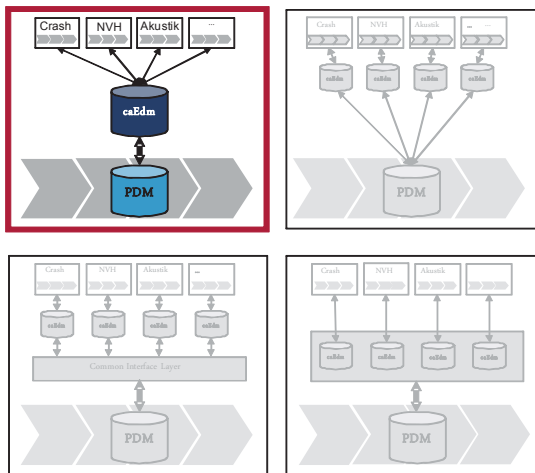 Crash NVH Akustik ...
caEdm
PDM
Crash NVH Akustik ... ...
caEdm caEdm caEdm caEdm
PDM
Crash NVH Akustik ...
caEdm caEdm caEdm caEdm
Common Interface Layer
PDM
Crash NVH Akustik
caEdm caEdm caEdm caEdm
PDM